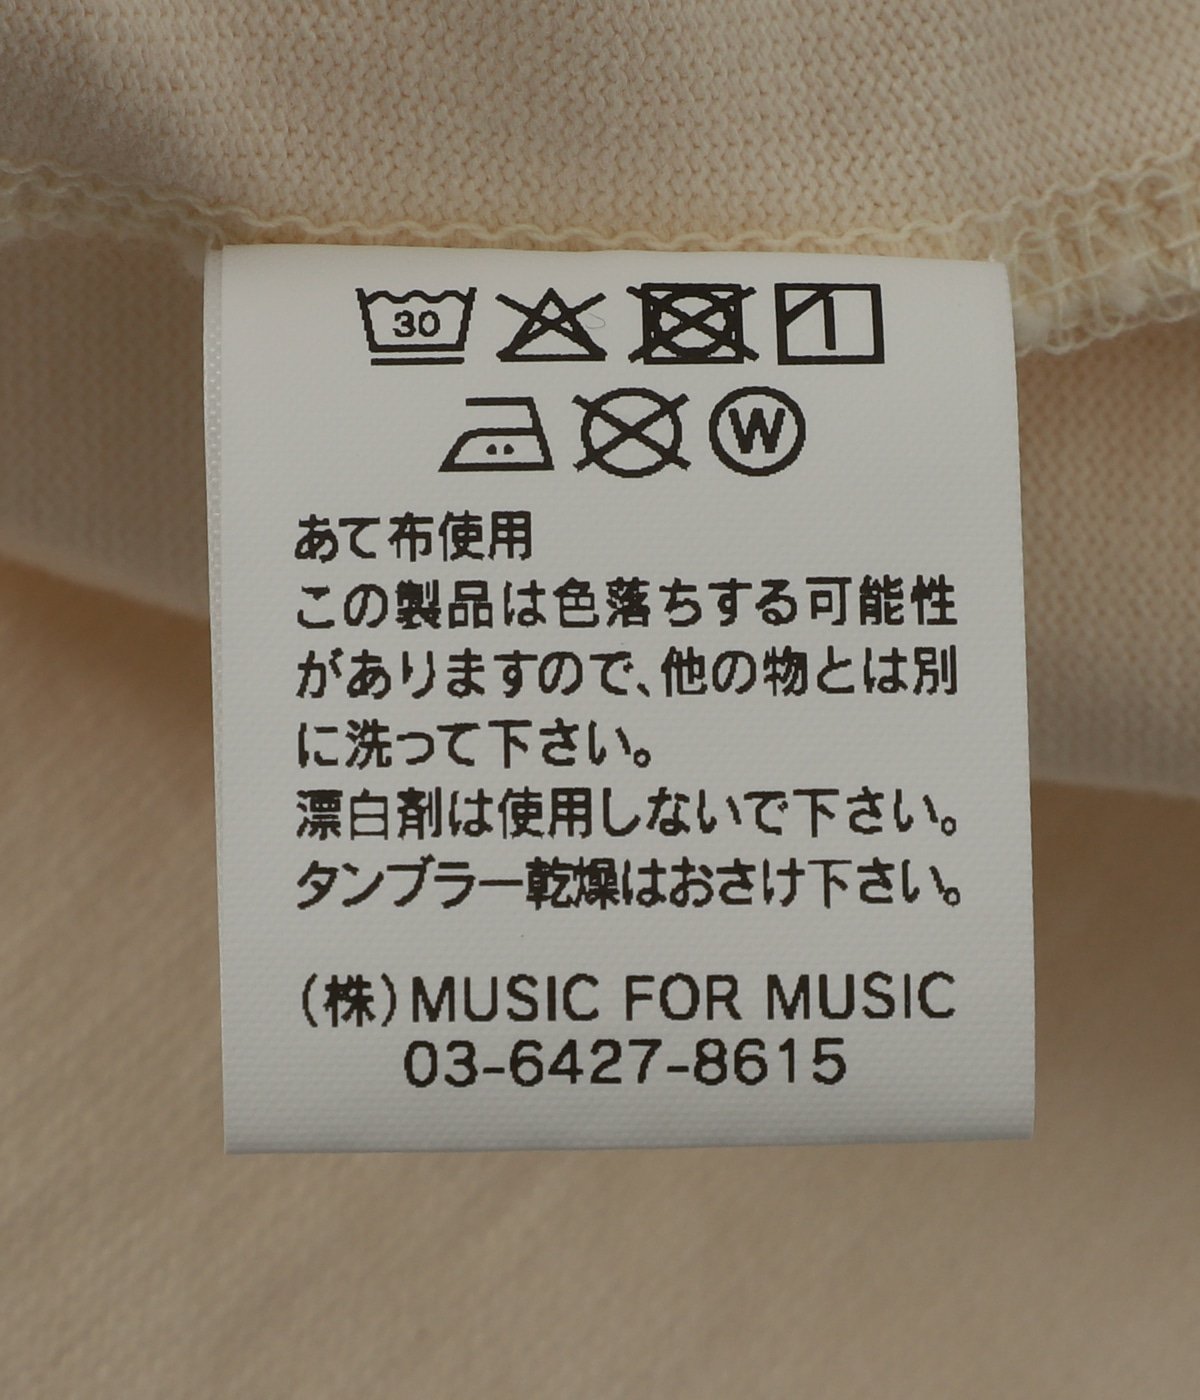 30
W
あて布使用
この製品は色落ちする可能性
がありますので、他の物とは別
に洗って下さい。
漂白剤は使用しないで下さい。
タンブラー乾燥はおさけ下さい。
(株)MUSIC FOR MUSIC
03-6427-8615